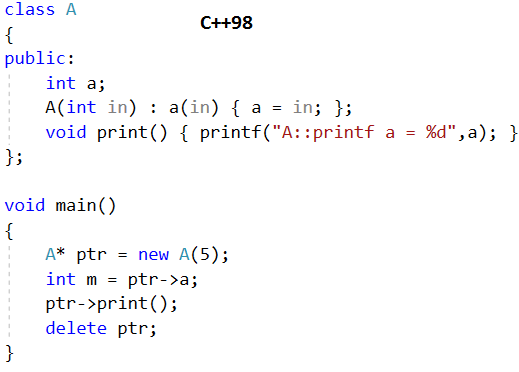 class A
C++98
{
public:
    int a;
    A(int in) : a(in) { a = in; };
    void print() { printf("A::printf a = %d",a); }
};
void main()
{
    A* ptr = new A(5);
    int m = ptr->a;
    ptr->print();
    delete ptr;
}